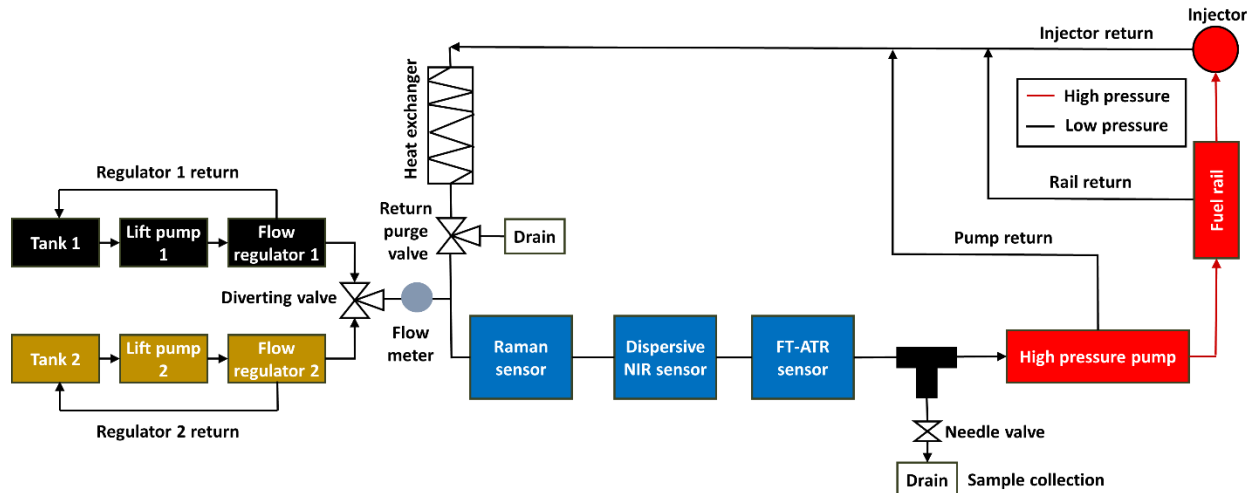 Injector
Injector return
High pressure
Low pressure
Heat exchanger
Regulator 1 return
Rail return
Fuel rail
Return
purge
valve
Drain
Tank 1
Lift pump
1
Flow
regulator 1
Pump return
Diverting valve
Flow
meter
Tank 2
Lift pump
2
Flow
regulator 2
Raman
sensor
Dispersive
NIR sensor
FT-ATR
sensor
High pressure pump
Regulator 2 return
Needle valve
Drain
Sample collection